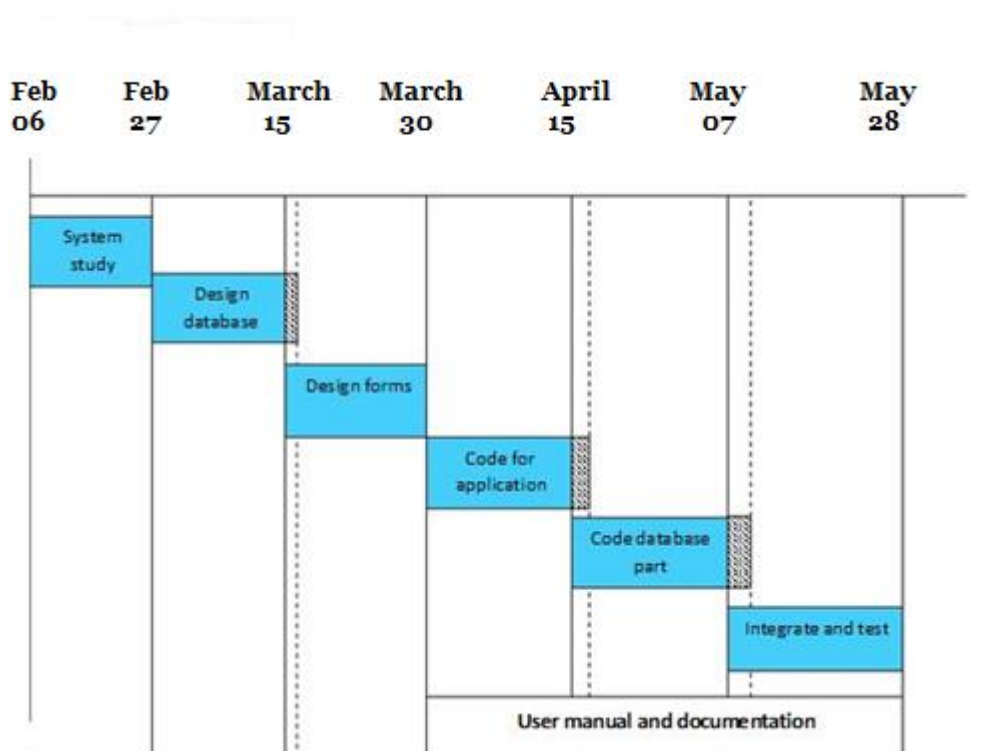 Feb Feb March March April May May
06 27 15 30 15 07 28
System
study
Design
database
Design forms
Code for
application
Code database
part
Integrate and test
User manual and documentation